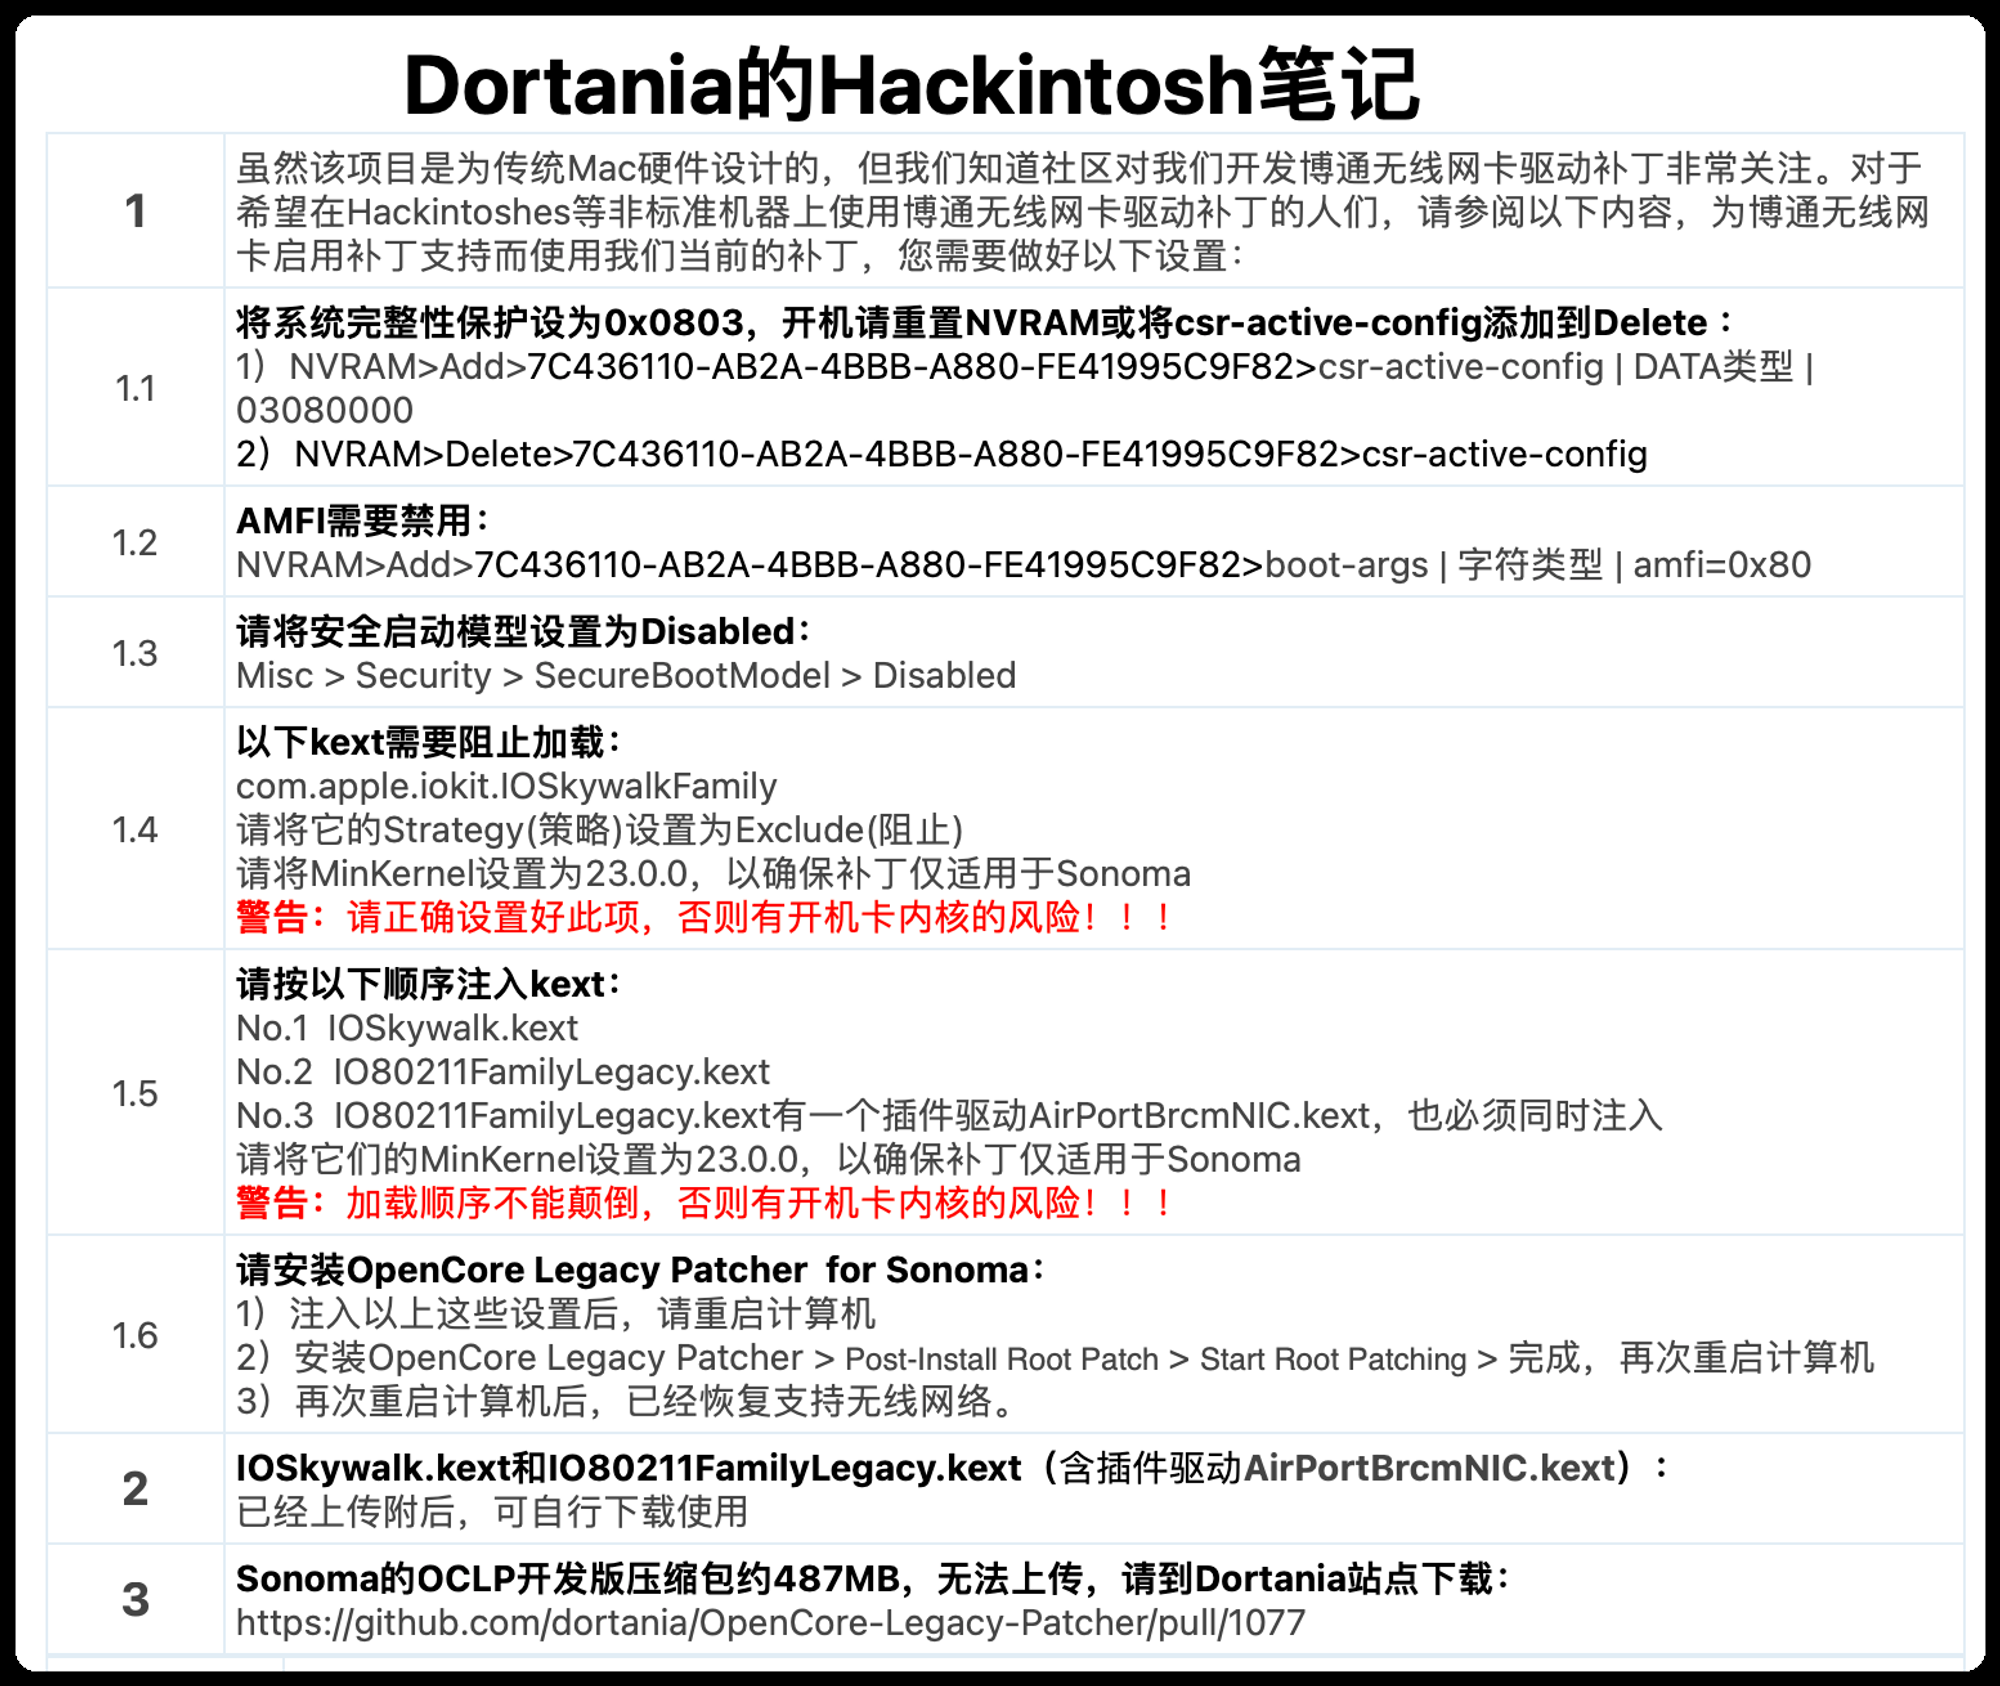 Dortania的Hackintosh笔记
1
虽然该项目是为传统Mac硬件设计的，但我们知道社区对我们开发博通无线网卡驱动补丁非常关注。对于
希望在Hackintoshes等非标准机器上使用博通无线网卡驱动补丁的人们，请参阅以下内容，为博通无线网
卡启用补丁支持而使用我们当前的补丁，您需要做好以下设置：
1.1
将系统完整性保护设为0x0803，开机请重置NVRAM或将csr-active-config添加到Delete：
1）NVRAM>Add>7C436110-AB2A-4BBB-A880-FE41995C9F82>csr-active-config | DATA类型 |
03080000
2）NVRAM>Delete>7C436110-AB2A-4BBB-A880-FE41995C9F82>csr-active-config
1.2
AMFI需要禁用：
NVRAM>Add>7C436110-AB2A-4BBB-A880-FE41995C9F82>boot-args | 字符类型 | amfi=0x80
1.3
请将安全启动模型设置为Disabled：
Misc > Security > SecureBootModel > Disabled
1.4
以下kext需要阻止加载：
com.apple.iokit.IOSkywalkFamily
请将它的Strategy(策略)设置为Exclude(阻止)
请将MinKernel设置为23.0.0，以确保补丁仅适用于Sonoma
警告：请正确设置好此项，否则有开机卡内核的风险！！！
1.5
请按以下顺序注入kext：
No.1 IOSkywalk.kext
No.2 IO80211FamilyLegacy.kext
No.3 IO80211FamilyLegacy.kext有一个插件驱动AirPortBrcmNIC.kext，也必须同时注入
请将它们的MinKernel设置为23.0.0，以确保补丁仅适用于Sonoma
警告：加载顺序不能颠倒，否则有开机卡内核的风险！！！
1.6
请安装OpenCore Legacy Patcher for Sonoma：
1）注入以上这些设置后，请重启计算机
2）安装OpenCore Legacy Patcher > Post-Install Root Patch > Start Root Patching > 完成，再次重启计算机
3）再次重启计算机后，已经恢复支持无线网络。
2
IOSkywalk.kext和IO80211FamilyLegacy.kext（含插件驱动AirPortBrcmNIC.kext）：
已经上传附后，可自行下载使用
3
Sonoma的OCLP开发版压缩包约487MB，无法上传，请到Dortania站点下载：
https://github.com/dortania/OpenCore-Legacy-Patcher/pull/1077